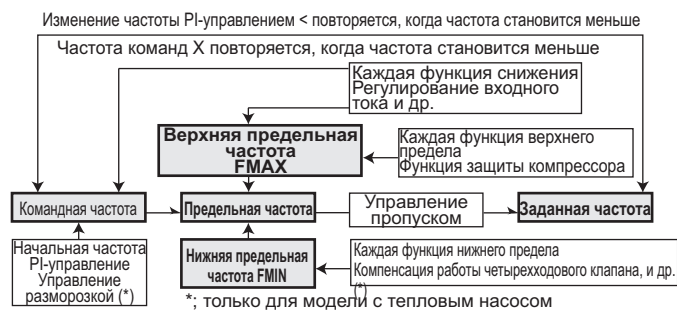 Изменение частоты PI-управлением < повторяется, когда частота становится меньше
Частота команд X повторяется, когда частота становится меньше
Каждая функция снижения
Регулирование входного
тока и др.
Верхняя предельная
частота
FMAX
Каждая функция верхнего
предела
Функция защиты компрессора
Командная частота
Предельная частота
Управление
пропуском
Заданная частота
Начальная частота
PI-управление
Управление
разморозкой (*)
Нижняя предельная
частота FMIN
Каждая функция нижнего предела
Компенсация работы четырехходового клапана, и др.
(*)
*; только для модели с тепловым насосом